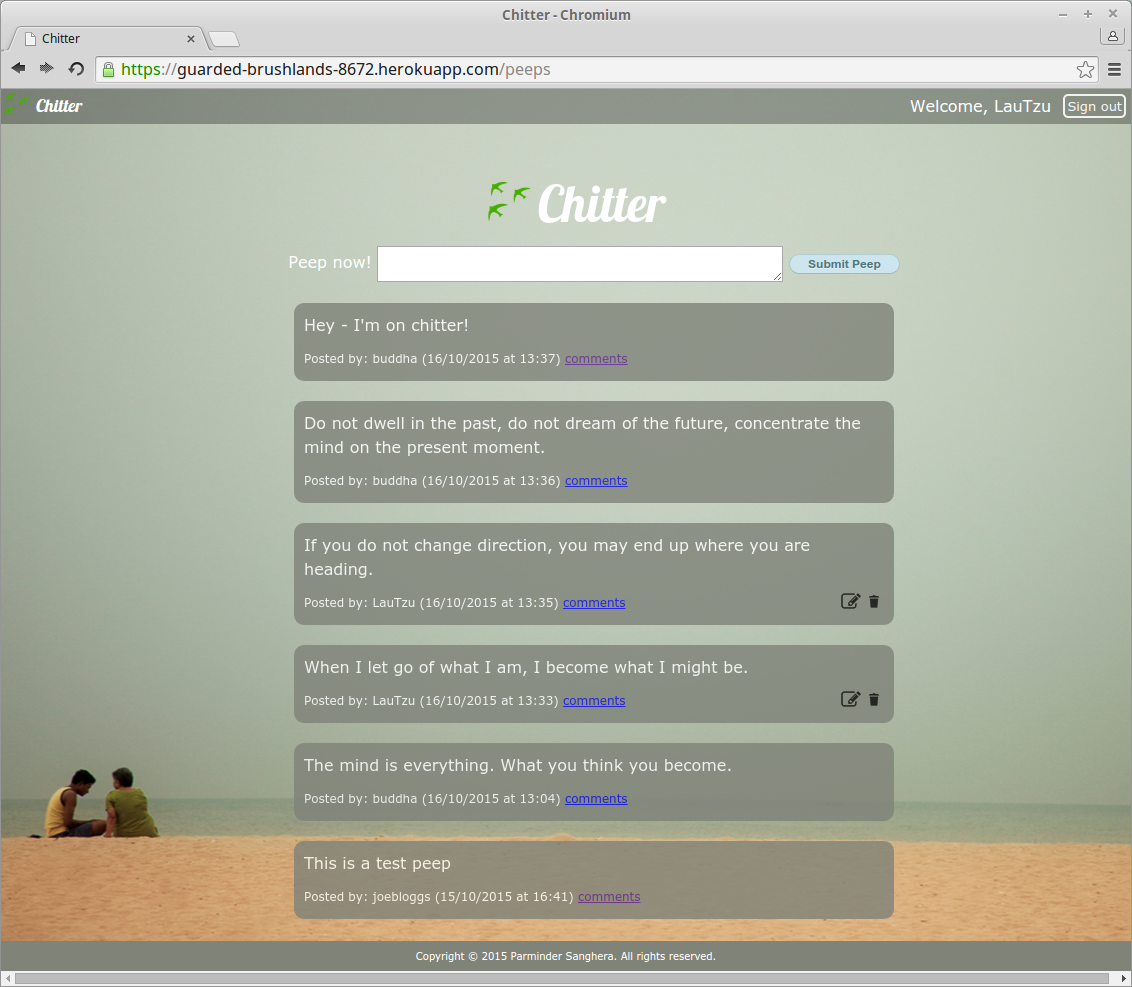 Chitter - Chromium
Chitter
https://guarded-brushlands-8672.herokuapp.com/peeps
Chitter
Welcome, LauTzu
Sign out
Chitter
Peep now!
Submit Peep
Hey - I'm on chitter!
Posted by: buddha (16/10/2015 at 13:37) comments
Do not dwell in the past, do not dream of the future, concentrate the
mind on the present moment.
Posted by: buddha (16/10/2015 at 13:36) comments
If you do not change direction, you may end up where you are
heading.
Posted by: LauTzu (16/10/2015 at 13:35) comments
When I let go of what I am, I become what I might be.
Posted by: LauTzu (16/10/2015 at 13:33) comments
The mind is everything. What you think you become.
Posted by: buddha (16/10/2015 at 13:04) comments
This is a test peep
Posted by: joebloggs (15/10/2015 at 16:41) comments
Copyright © 2015 Parminder Sanghera. All rights reserved.